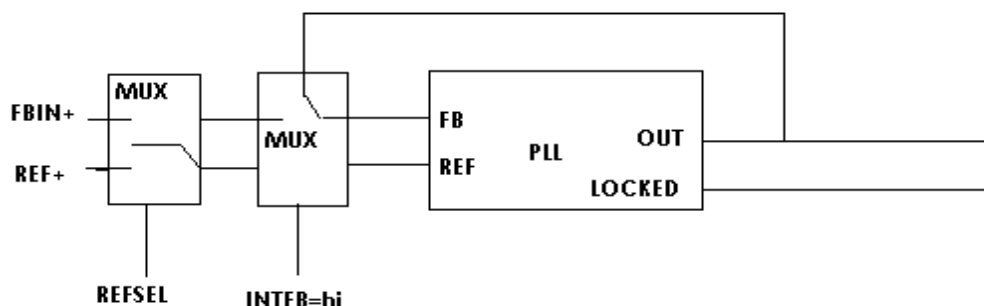 MUX
FBIN+
MUX
FB
OUT
REF+
REF
PLL
LOCKED
REFSEL
INTFB=hi